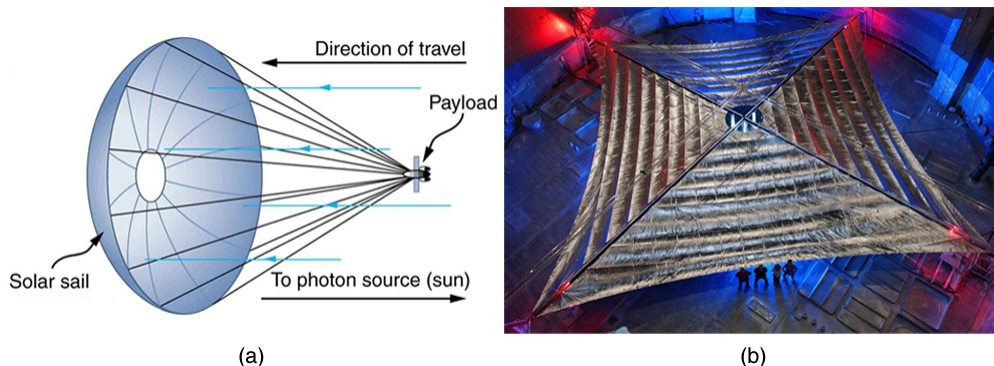 Direction of travel
Payload
Solar sail
To photon source (sun)
(a)
(b)